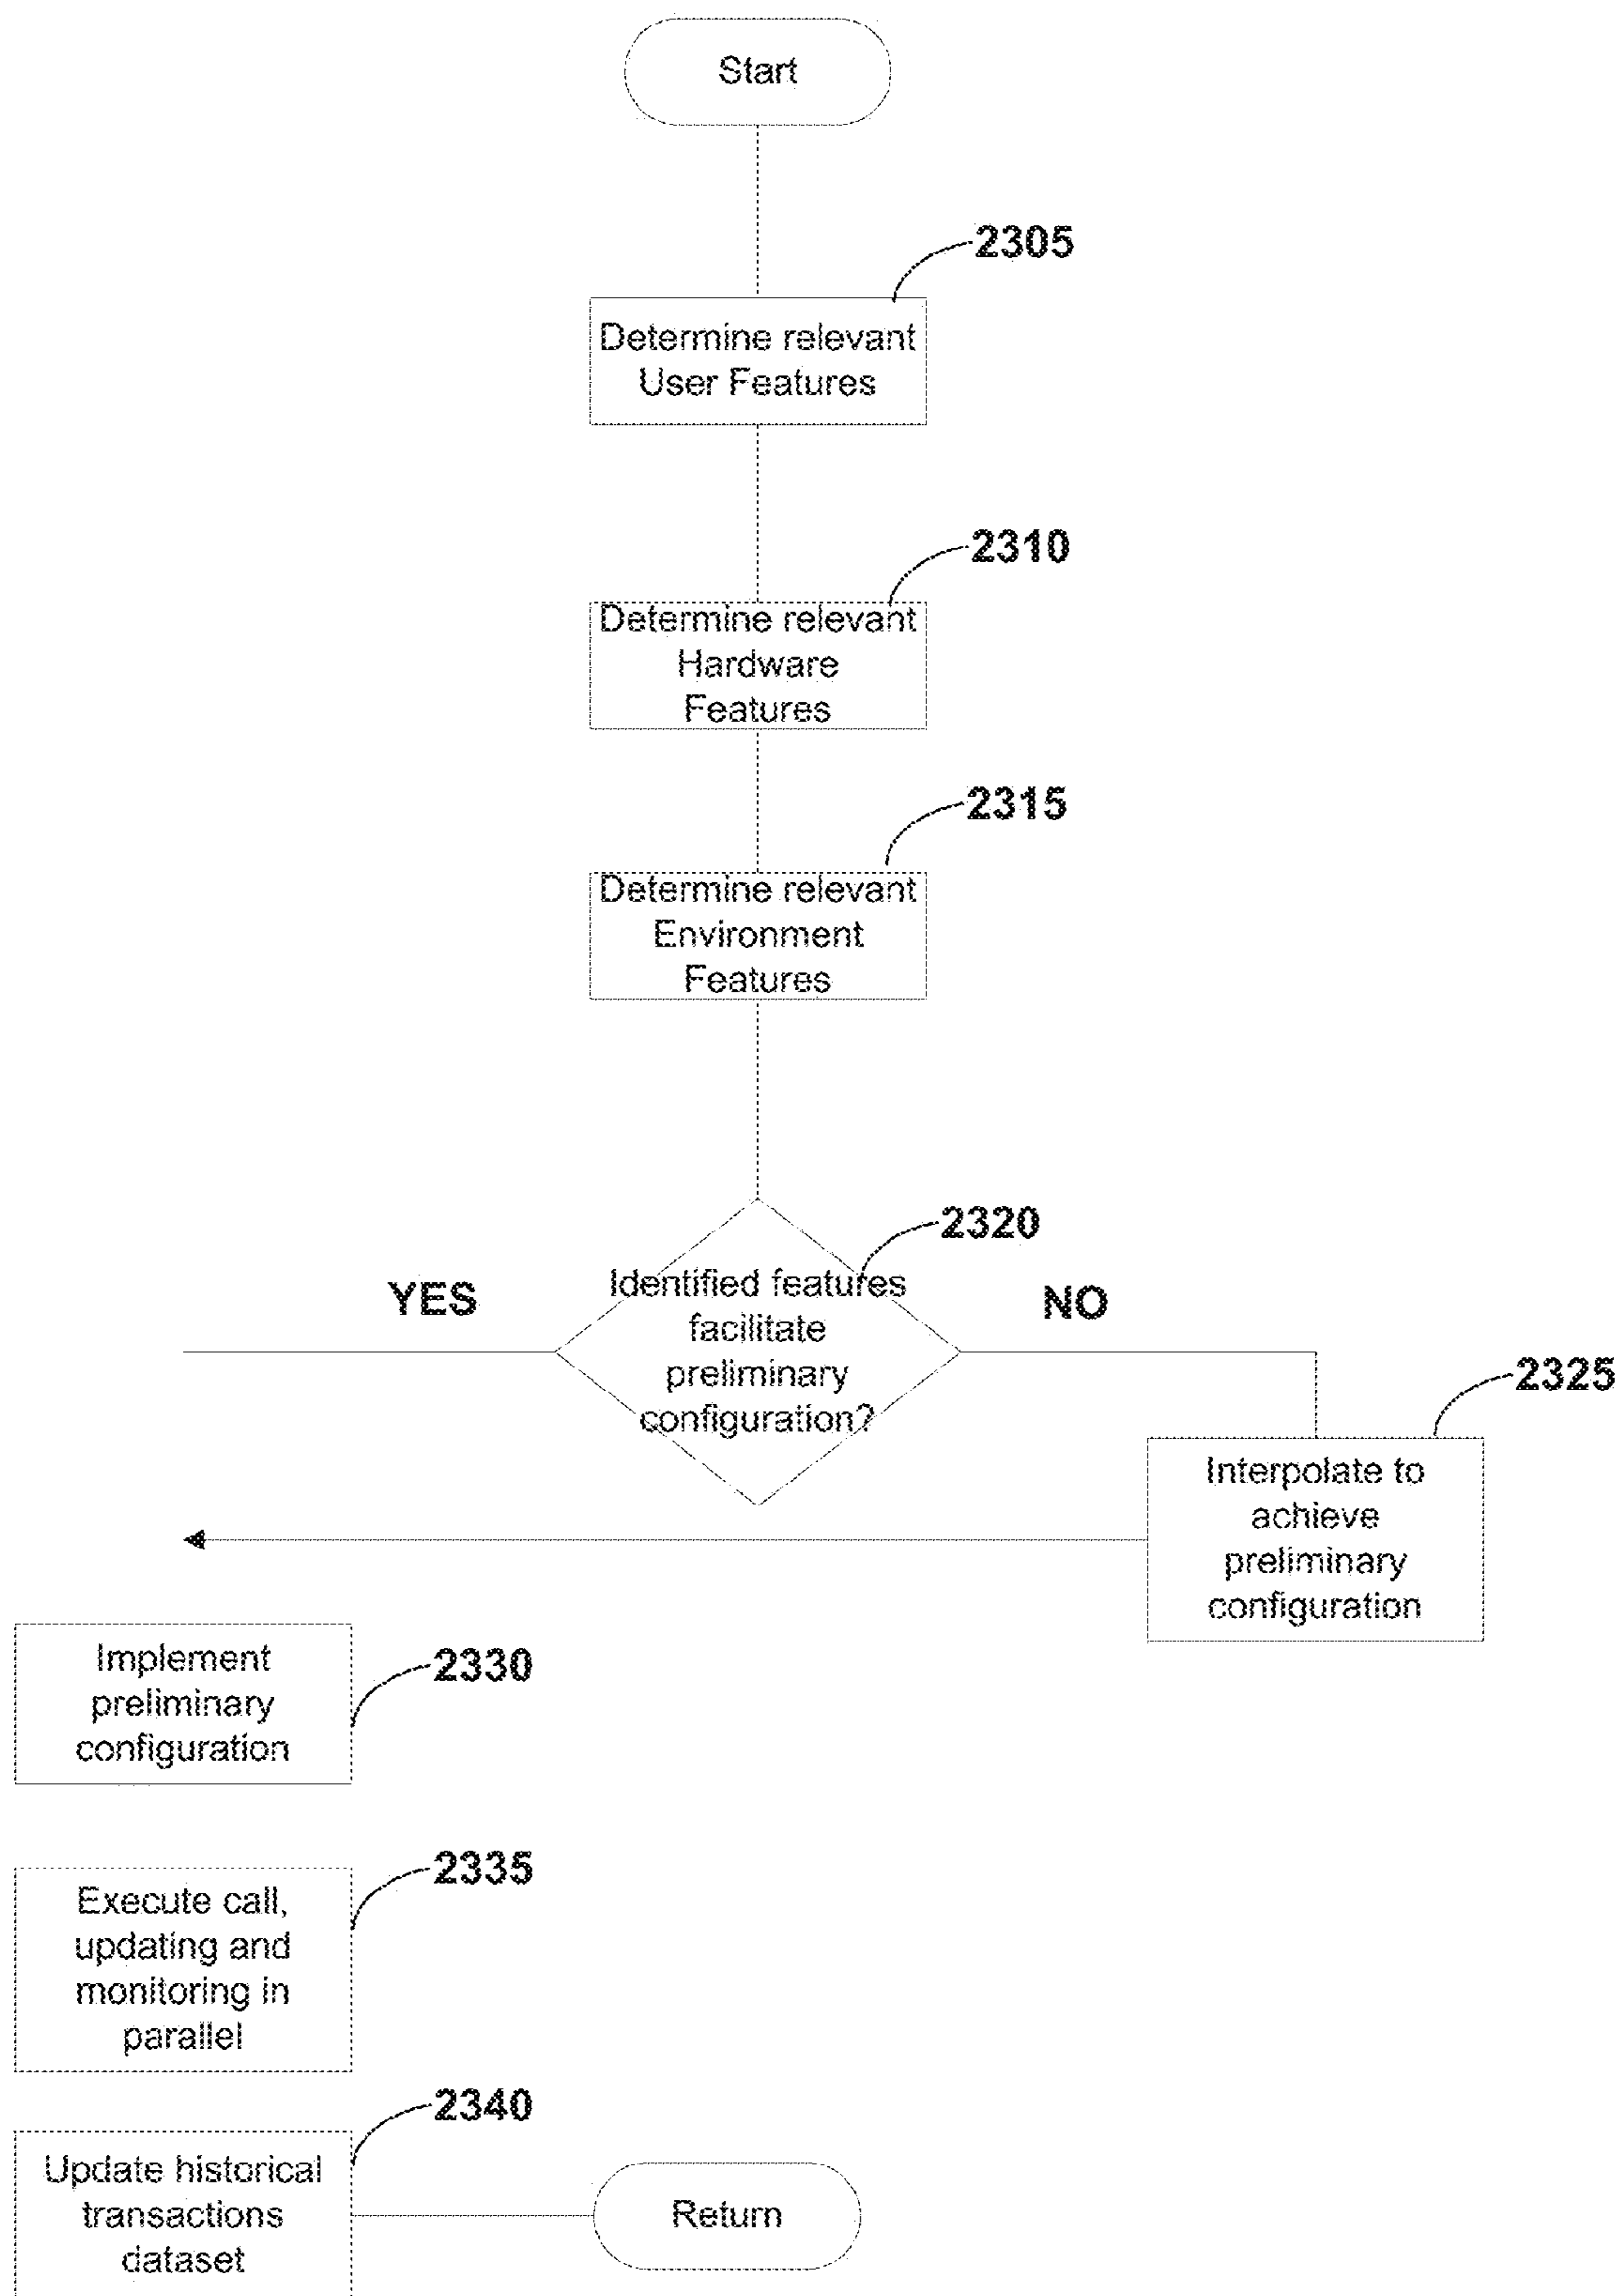 Start
2305
Determine relevant
User Features
2310
Determine relevant
Hardware
Features
2315
Determine relevant
Environment
Features
2320
Identified features
facilitate
preliminary
configuration?
YES
NO
2325
Interpolate to
achieve
preliminary
configuration
Implement
preliminary
configuration
2330
Execute call,
updating and
monitoring in
parallel
2335
Update historical
transactions
dataset
2340
Return